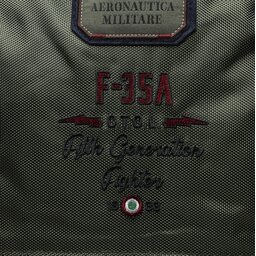 AERONAUTICA
MILITARE
F-35A
CTOL
Fifth Generation
Fighter